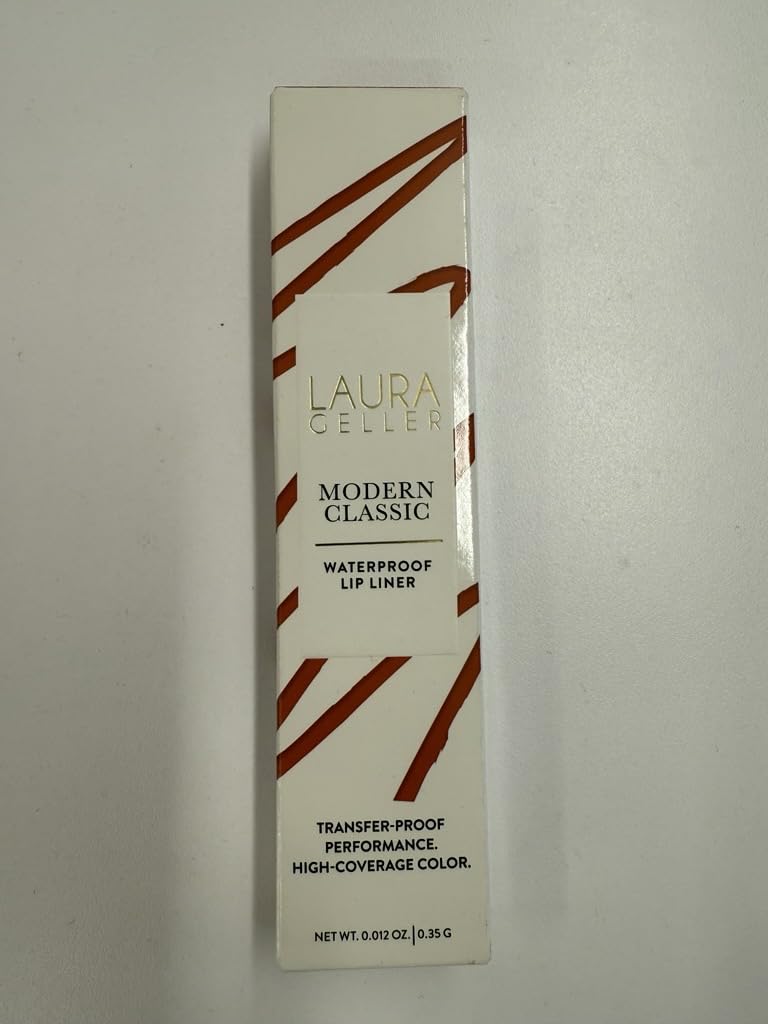 LAURA
GELLER
MODERN
CLASSIC
WATERPROOF
LIP LINER
TRANSFER-PROOF
PERFORMANCE.
HIGH-COVERAGE COLOR.
NET WT. 0.012 OZ.|0.35 G